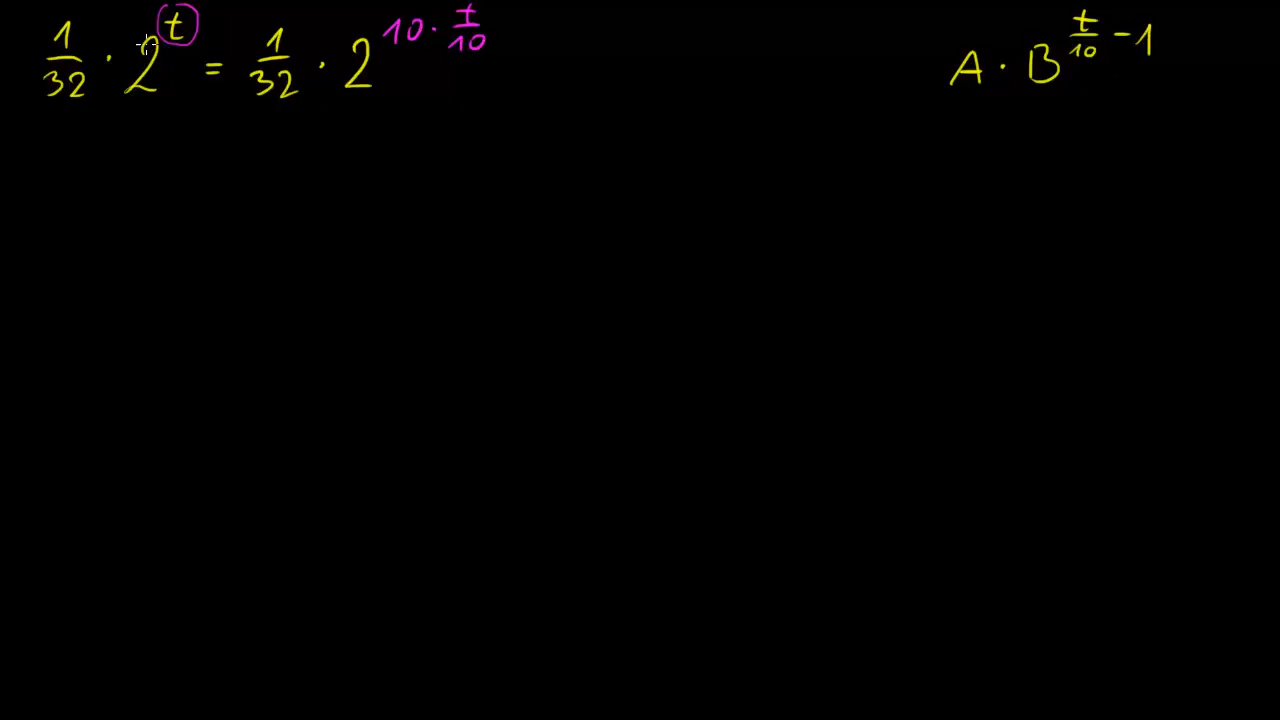 1/32 · 2^t = 1/32 · 2^(10 · t/10)
A · B^(t/10 - 1)